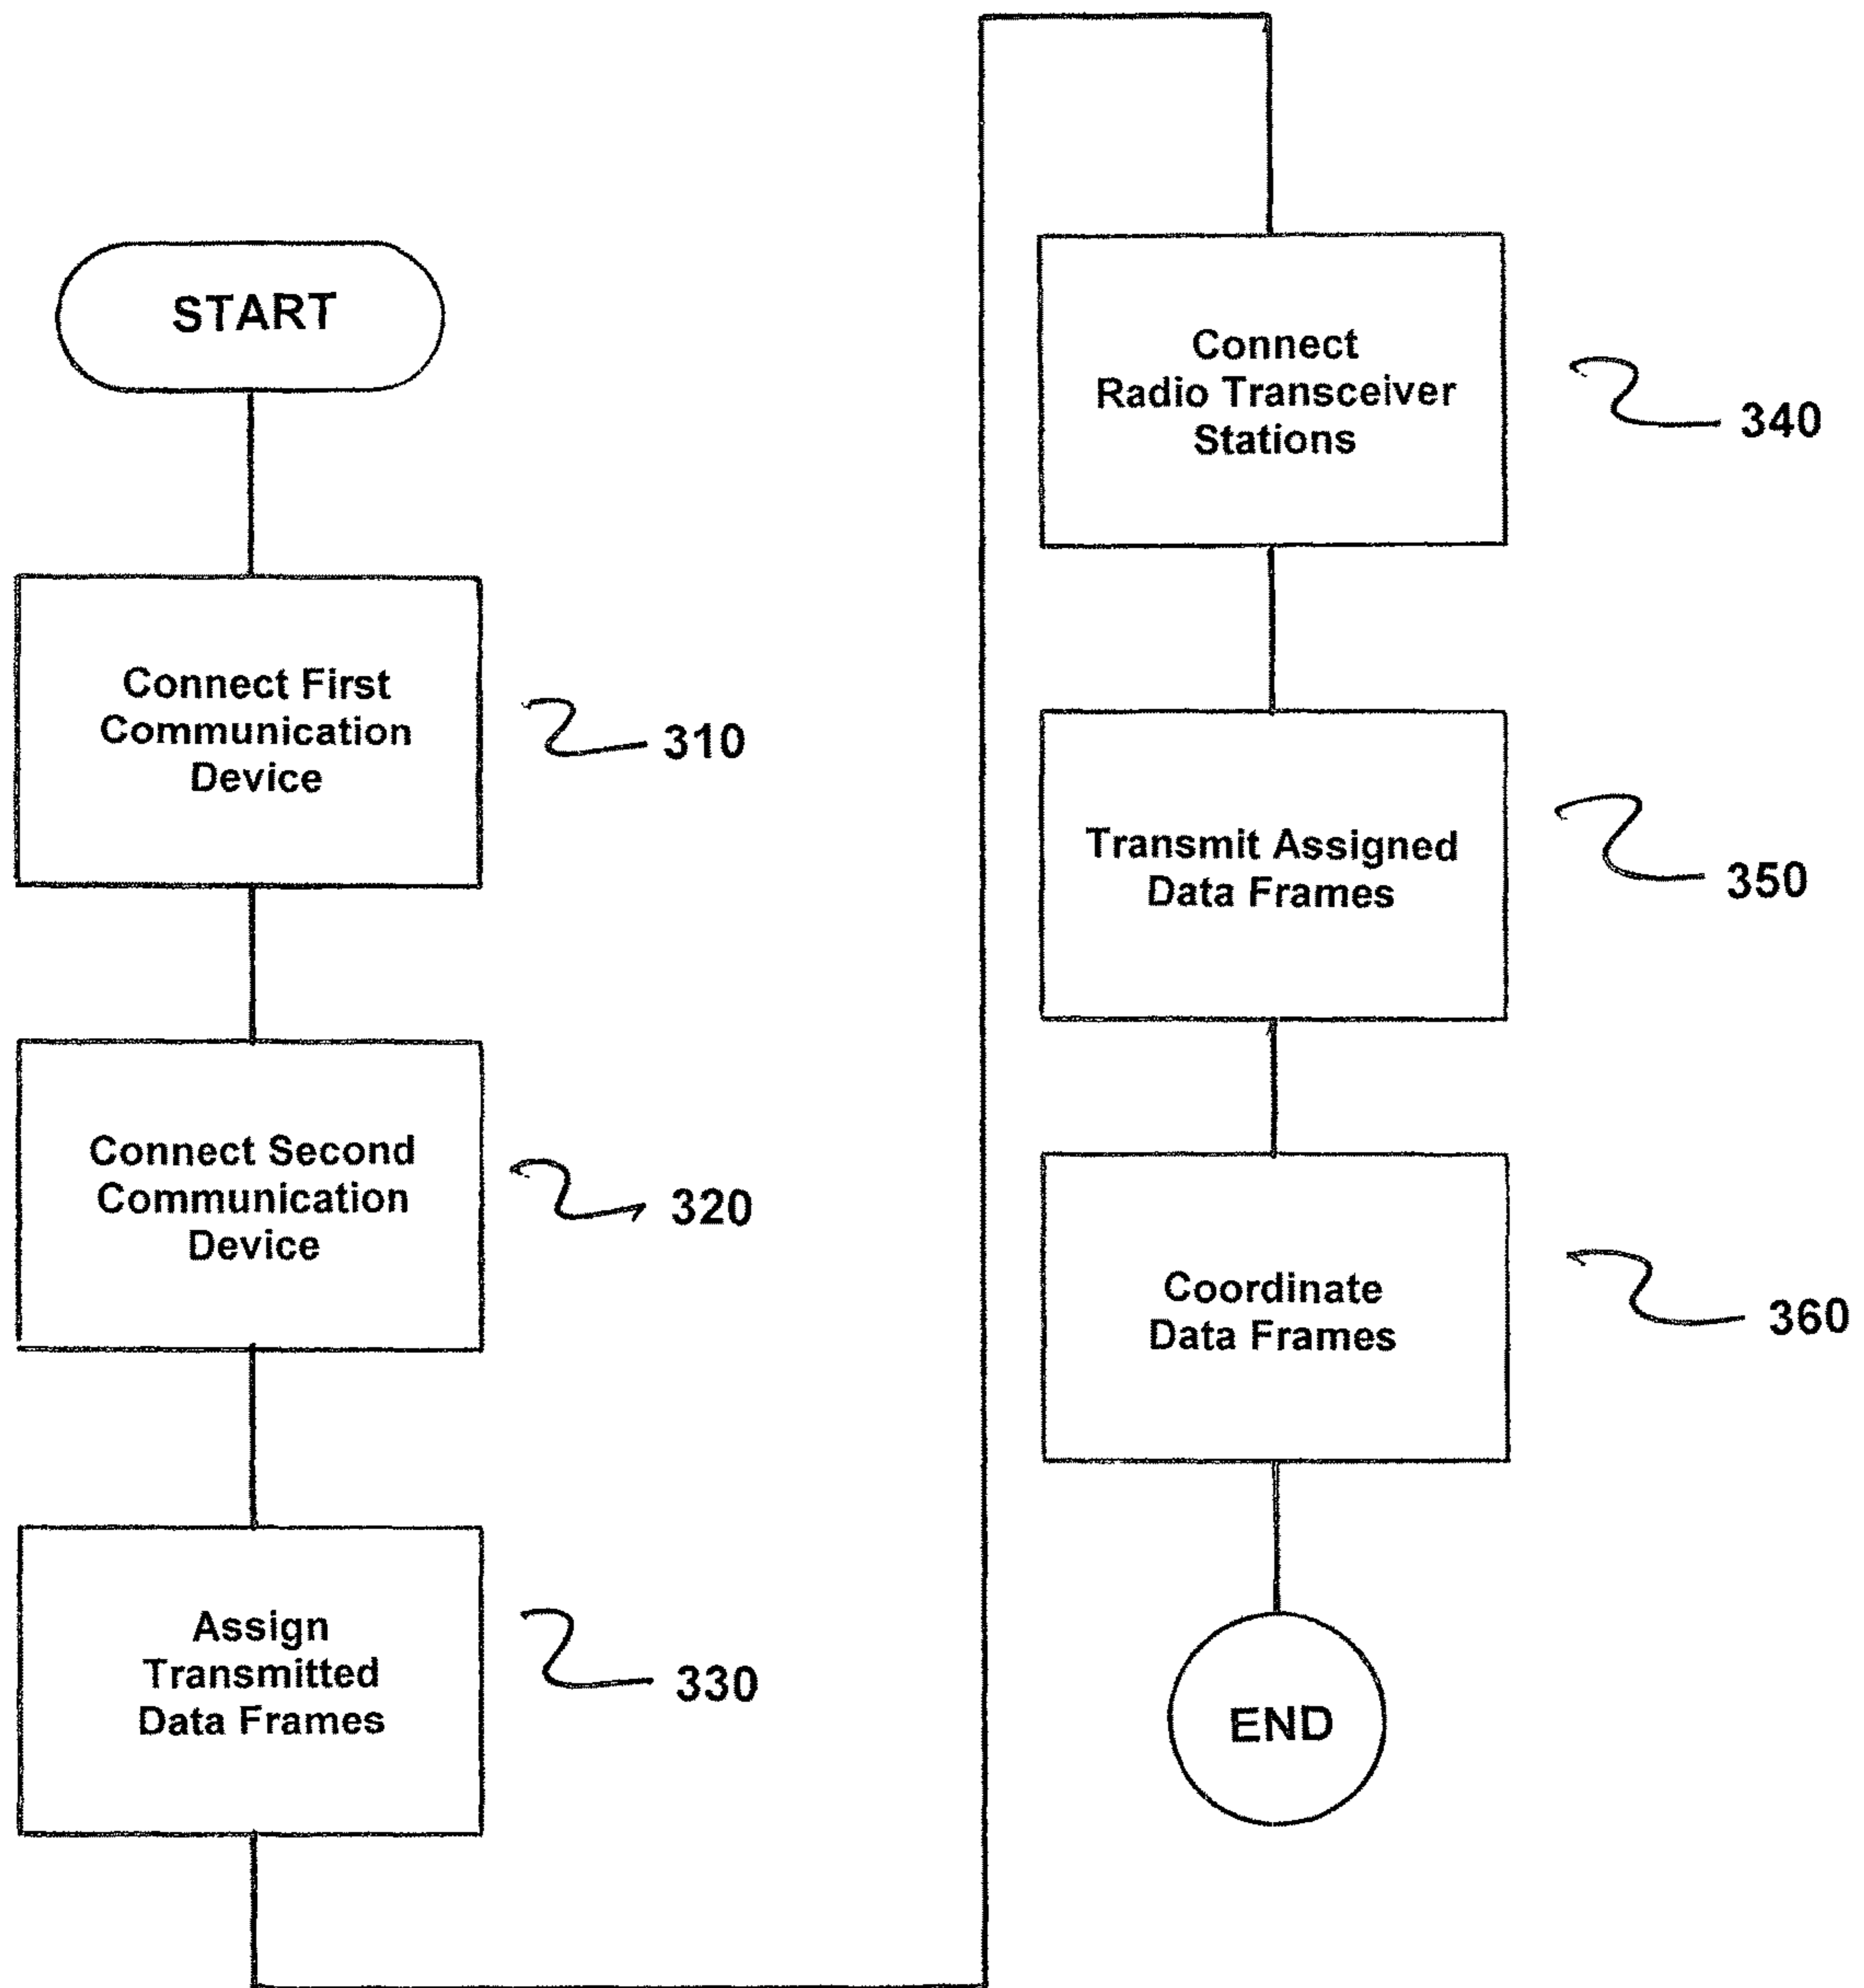 START
Connect First
Communication
Device
310
Connect Second
Communication
Device
320
Assign
Transmitted
Data Frames
330
Connect
Radio Transceiver
Stations
340
Transmit Assigned
Data Frames
350
Coordinate
Data Frames
360
END